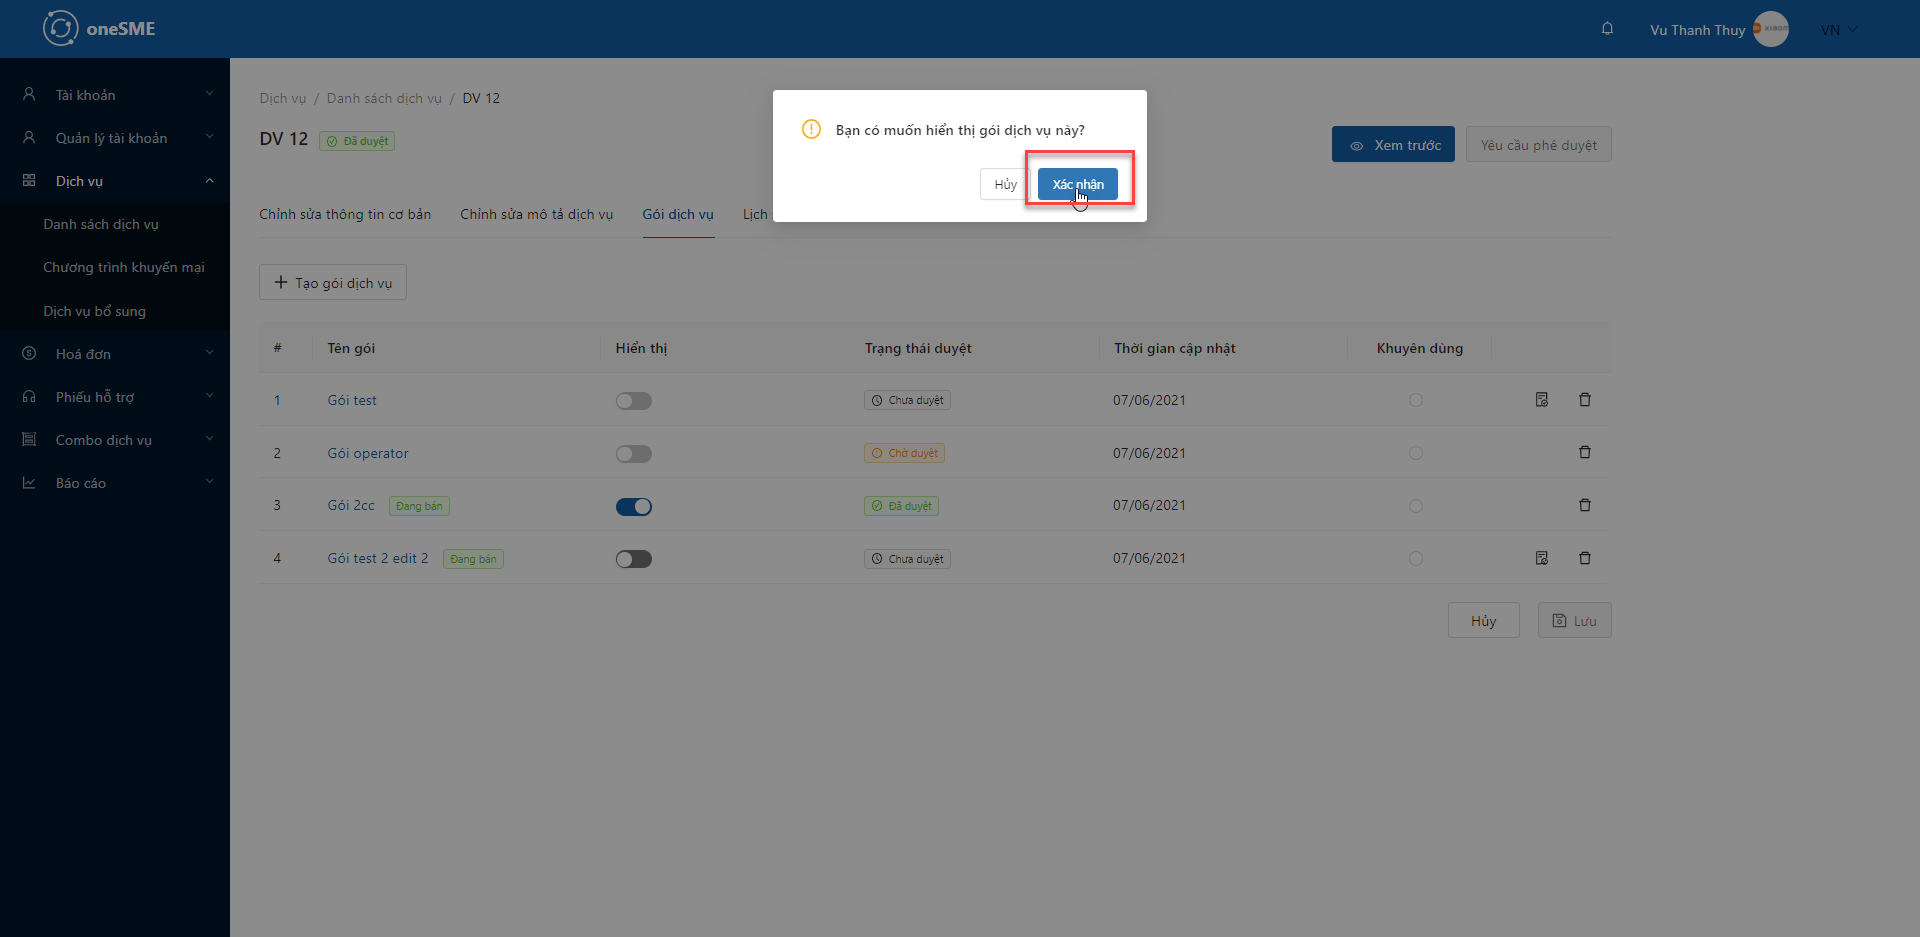 oneSME
Vu Thanh Thuy
VN
Tài khoản
Quản lý tài khoản
Dịch vụ
Danh sách dịch vụ
Chương trình khuyến mại
Dịch vụ bổ sung
Hoá đơn
Phiếu hỗ trợ
Combo dịch vụ
Báo cáo
Dịch vụ / Danh sách dịch vụ / DV 12
DV 12 Đã duyệt
Xem trước Yêu cầu phê duyệt
Bạn có muốn hiển thị gói dịch vụ này?
Hủy Xác nhận
Chỉnh sửa thông tin cơ bản Chỉnh sửa mô tả dịch vụ Gói dịch vụ Lịch
Tạo gói dịch vụ
# Tên gói Hiển thị Trạng thái duyệt Thời gian cập nhật Khuyên dùng
1 Gói test Chưa duyệt 07/06/2021
2 Gói operator Chờ duyệt 07/06/2021
3 Gói 2cc Đang bán Đã duyệt 07/06/2021
4 Gói test 2 edit 2 Đang bán Chưa duyệt 07/06/2021
Hủy Lưu